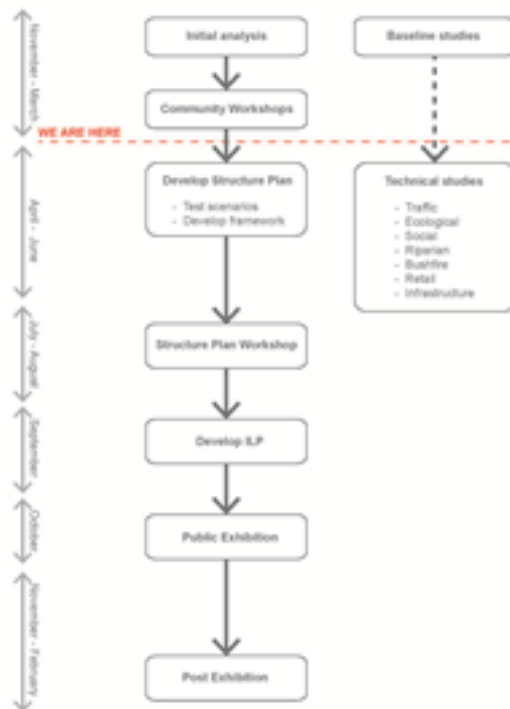 November - March
Initial analysis
Baseline studies
Community Workshops
WE ARE HERE
April - June
Develop Structure Plan
- Test scenarios
- Develop framework
Technical studies
- Traffic
- Ecological
- Social
- Riparian
- Bushfire
- Retail
- Infrastructure
July - August
Structure Plan Workshop
September
Develop ILP
October
Public Exhibition
November - February
Post Exhibition